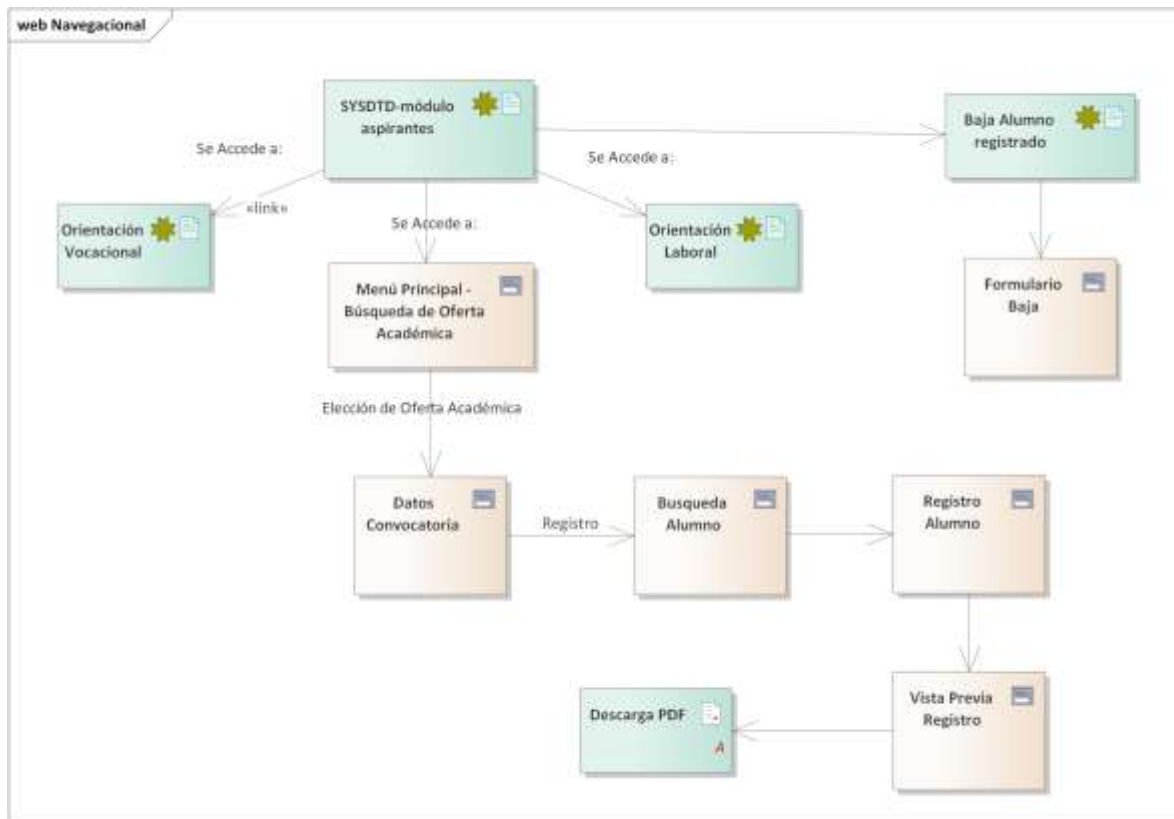 web Navegacional
SYSDTD-módulo
aspirantes
Baja Alumno
registrado
Se Accede a:
Se Accede a:
«link»
Orientación
Vocacional
Se Accede a:
Orientación
Laboral
Menú Principal -
Búsqueda de Oferta
Académica
Formulario
Baja
Elección de Oferta Académica
Datos
Convocatoria
Registro
Busqueda
Alumno
Registro
Alumno
Vista Previa
Registro
Descarga PDF
A